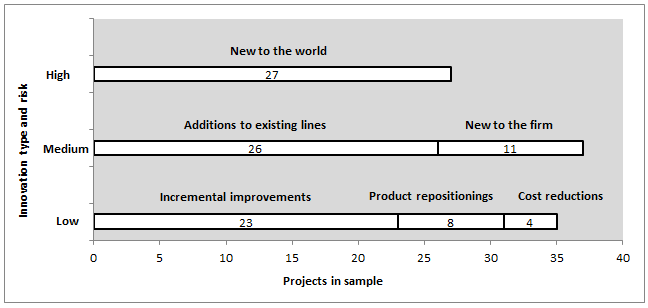 New to the world
High
27
Additions to existing lines New to the firm
Medium
26 11
Incremental improvements Product repositionings Cost reductions
Low
23 8 4
0 5 10 15 20 25 30 35 40
Projects in sample
Innovation type and risk